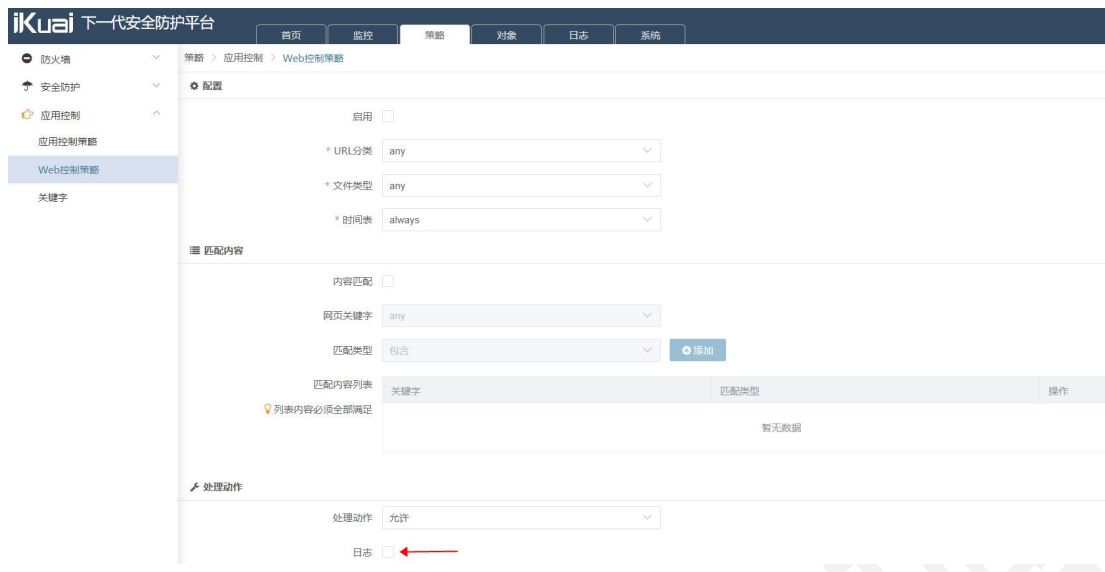 iKuai 下一代安全防护平台
首页 监控 策略 对象 日志 系统
防火墙
安全防护
应用控制
应用控制策略
Web控制策略
关键字
策略 > 应用控制 > Web控制策略
配置
启用
* URL分类 any
* 文件类型 any
* 时间表 always
匹配内容
内容匹配
网页关键字 any
匹配类型 包含 添加
匹配内容列表 关键字 匹配类型 操作
列表内容必须全部满足
暂无数据
处理动作
处理动作 允许
日志